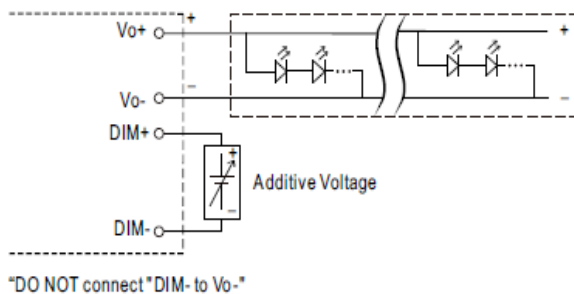 Vo+
+
+
−
−
Vo-
DIM+
+
Additive Voltage
−
DIM-
"DO NOT connect "DIM- to Vo-"